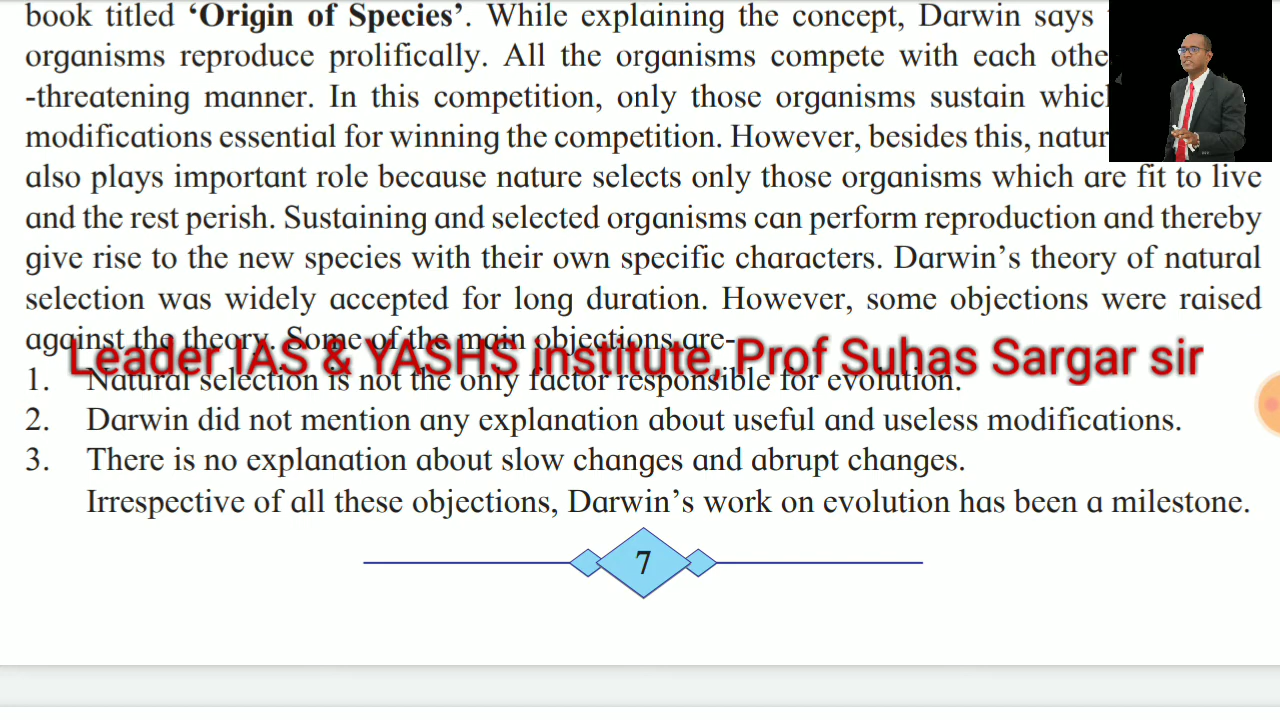 book titled ‘Origin of Species’. While explaining the concept, Darwin says
organisms reproduce prolifically. All the organisms compete with each othe
-threatening manner. In this competition, only those organisms sustain whic
modifications essential for winning the competition. However, besides this, natur
also plays important role because nature selects only those organisms which are fit to live
and the rest perish. Sustaining and selected organisms can perform reproduction and thereby
give rise to the new species with their own specific characters. Darwin’s theory of natural
selection was widely accepted for long duration. However, some objections were raised
against the theory. Some of the main objections are-
Leader IAS & YASHS institute, Prof Suhas Sargar sir
1. Natural selection is not the only factor responsible for evolution.
2. Darwin did not mention any explanation about useful and useless modifications.
3. There is no explanation about slow changes and abrupt changes.
Irrespective of all these objections, Darwin’s work on evolution has been a milestone.
7